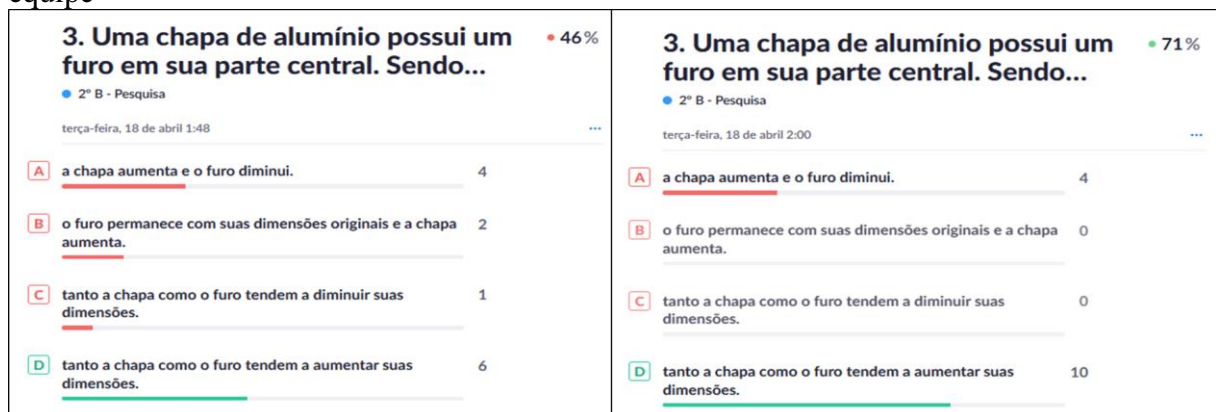 equipe
3. Uma chapa de alumínio possui um
furo em sua parte central. Sendo...
46%
2º B - Pesquisa
terça-feira, 18 de abril 1:48
...
A a chapa aumenta e o furo diminui. 4
B o furo permanece com suas dimensões originais e a chapa 2
aumenta.
C tanto a chapa como o furo tendem a diminuir suas 1
dimensões.
D tanto a chapa como o furo tendem a aumentar suas 6
dimensões.
3. Uma chapa de alumínio possui um
furo em sua parte central. Sendo...
71%
2º B - Pesquisa
terça-feira, 18 de abril 2:00
...
A a chapa aumenta e o furo diminui. 4
B o furo permanece com suas dimensões originais e a chapa 0
aumenta.
C tanto a chapa como o furo tendem a diminuir suas 0
dimensões.
D tanto a chapa como o furo tendem a aumentar suas 10
dimensões.